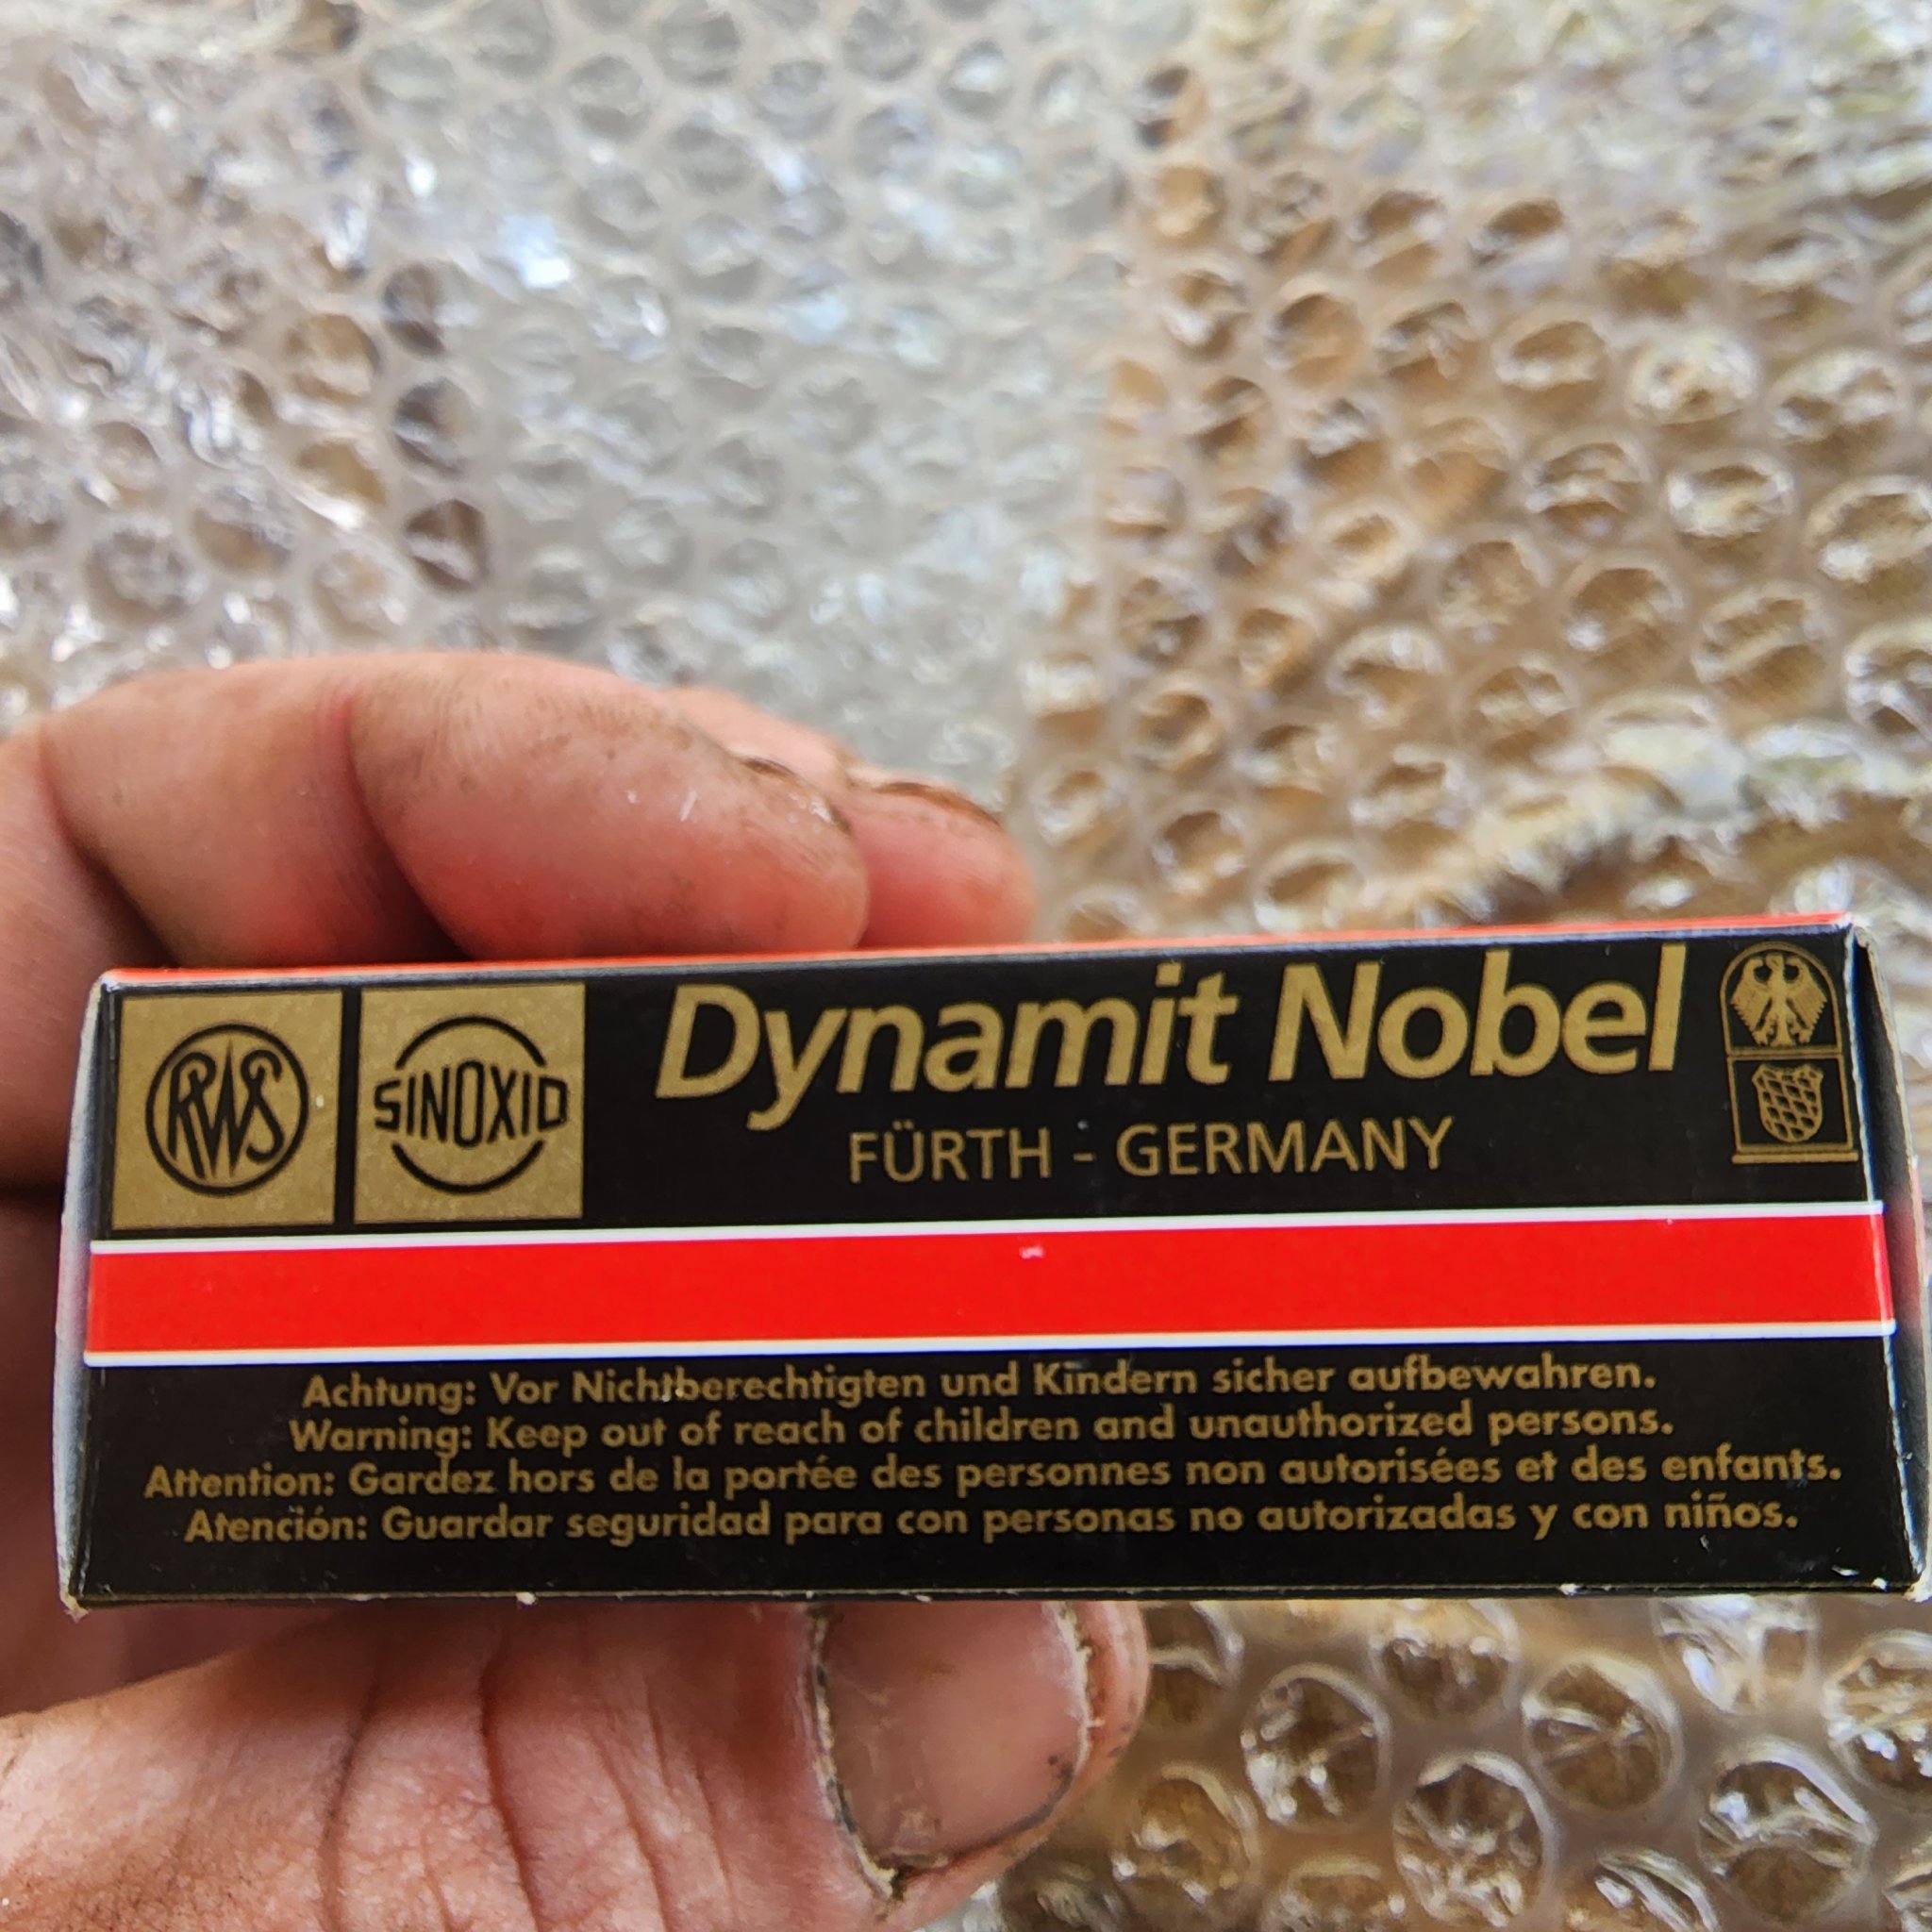 RWS
SINOXID
Dynamit Nobel
FÜRTH - GERMANY
Achtung: Vor Nichtberechtigten und Kindern sicher aufbewahren.
Warning: Keep out of reach of children and unauthorized persons.
Attention: Gardez hors de la portée des personnes non autorisées et des enfants.
Atención: Guardar seguridad para con personas no autorizadas y con niños.